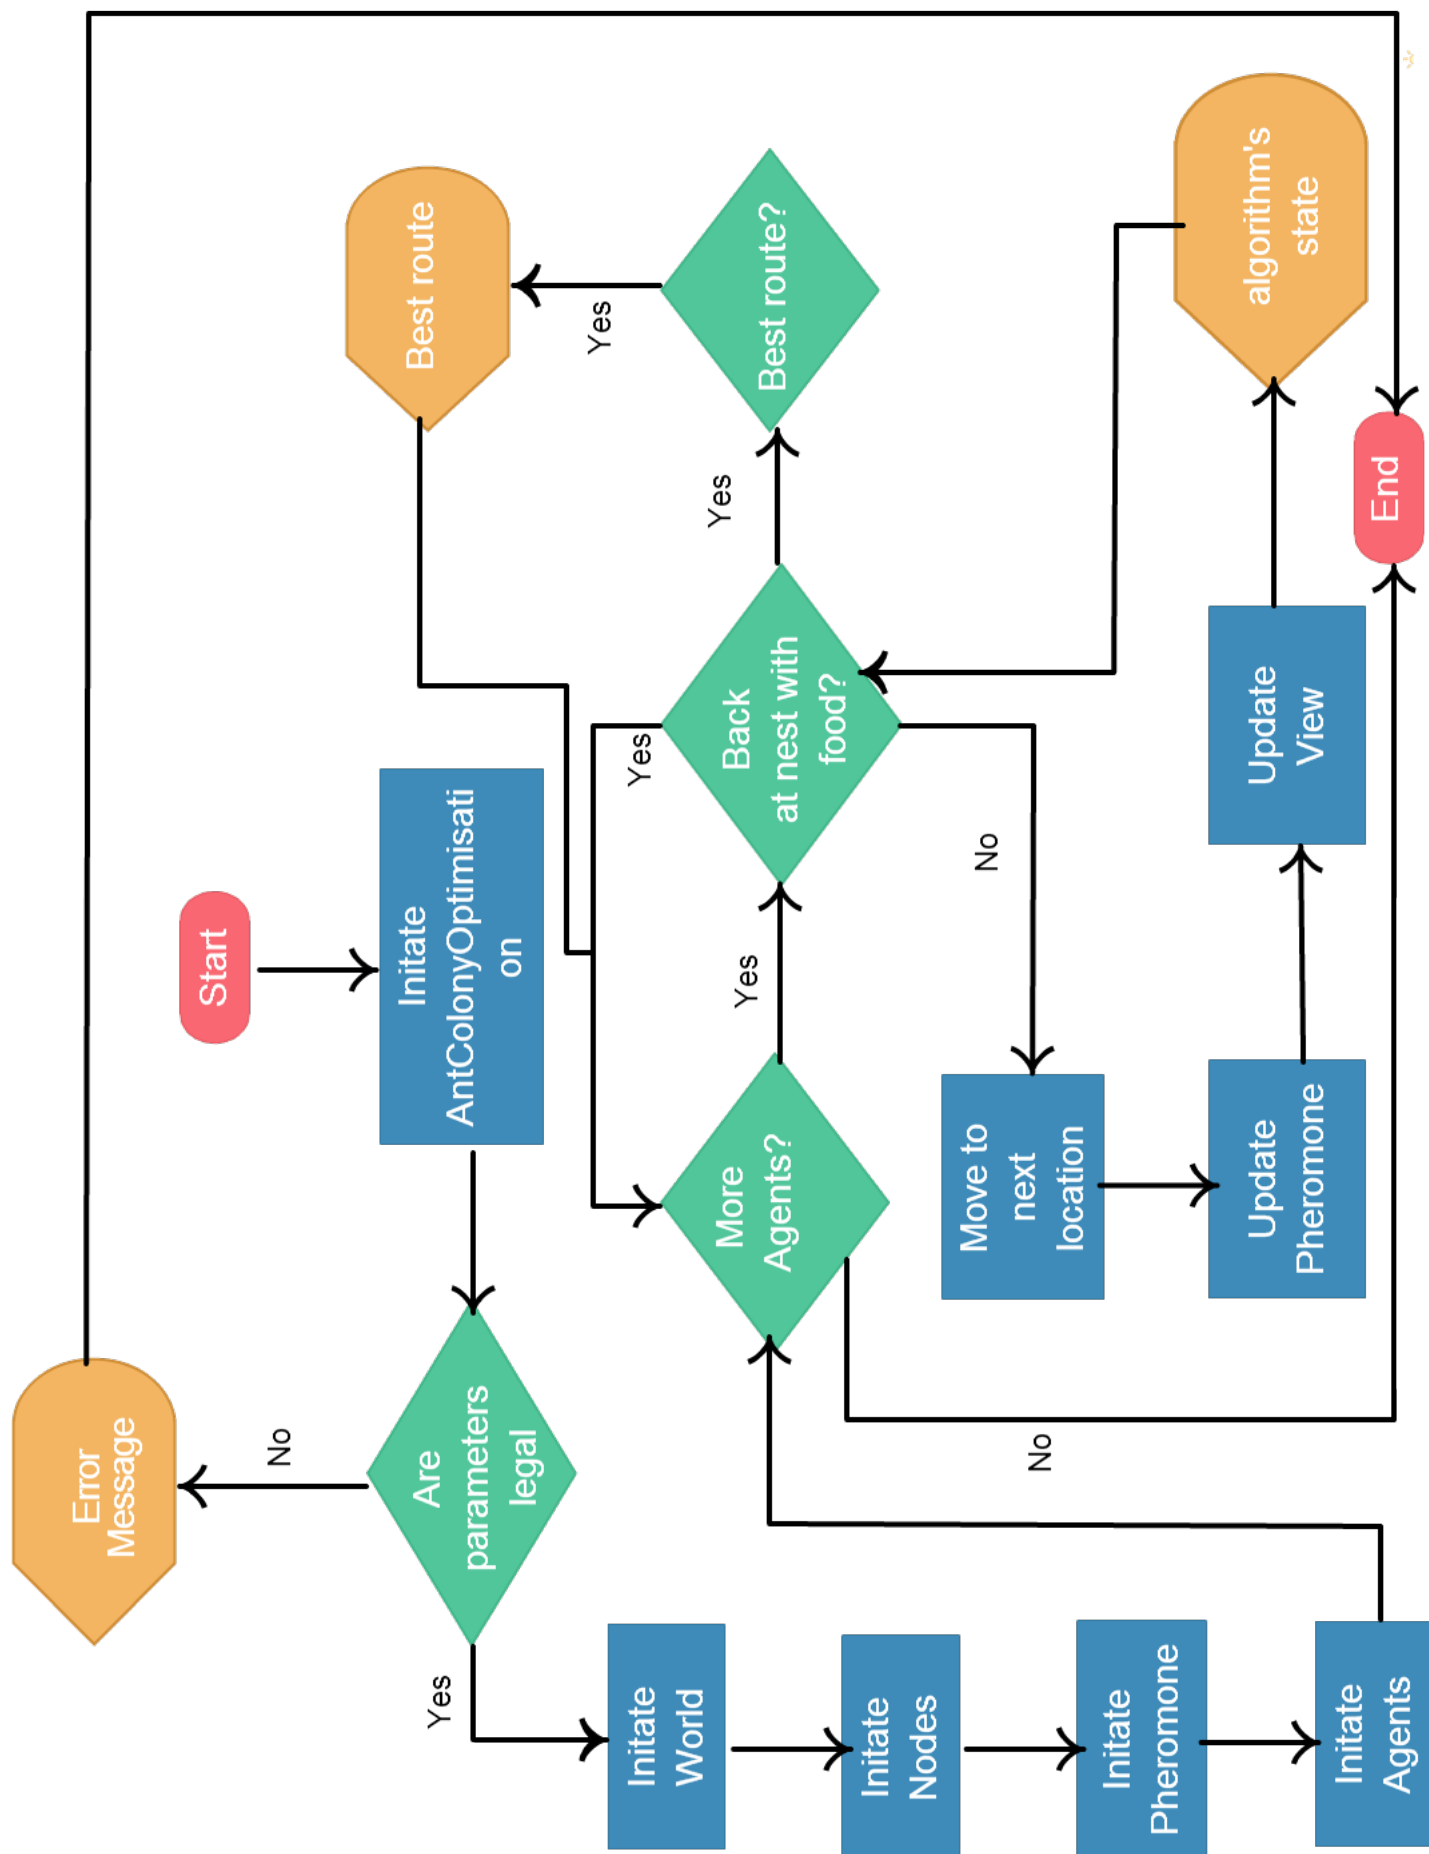 Start
Initate
AntColonyOptimisati
on
Are
parameters
legal
No
Error
Message
Yes
Initate
World
Initate
Nodes
Initate
Pheromone
Initate
Agents
More
Agents?
Yes
No
Back
at nest with
food?
Yes
Yes
No
Best route?
Yes
Best route
Move to
next
location
Update
Pheromone
Update
View
algorithm's
state
End